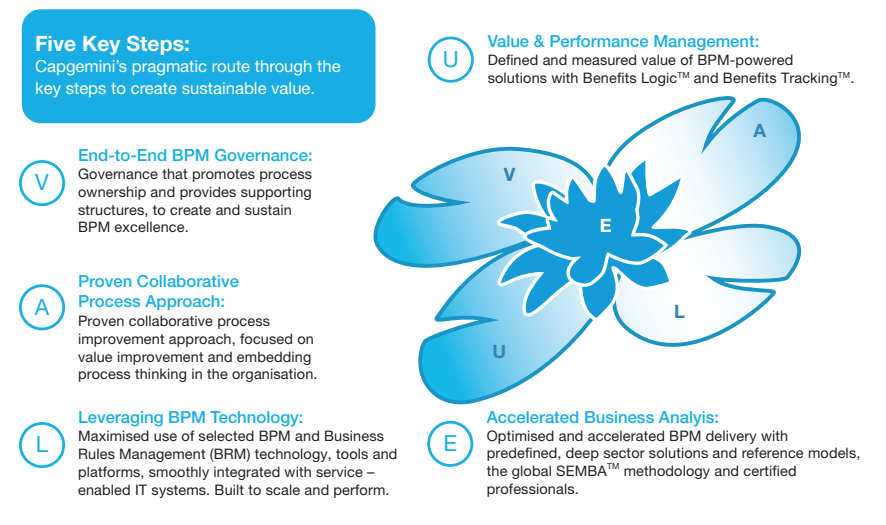 Five Key Steps:
Capgemini's pragmatic route through the
key steps to create sustainable value.
V
End-to-End BPM Governance:
Governance that promotes process
ownership and provides supporting
structures, to create and sustain
BPM excellence.
A
Proven Collaborative
Process Approach:
Proven collaborative process
improvement approach, focused on
value improvement and embedding
process thinking in the organisation.
L
Leveraging BPM Technology:
Maximised use of selected BPM and Business
Rules Management (BRM) technology, tools and
platforms, smoothly integrated with service –
enabled IT systems. Built to scale and perform.
U
Value & Performance Management:
Defined and measured value of BPM-powered
solutions with Benefits Logic™ and Benefits Tracking™.
A
V
E
L
U
E
Accelerated Business Analyis:
Optimised and accelerated BPM delivery with
predefined, deep sector solutions and reference models,
the global SEMBA™ methodology and certified
professionals.